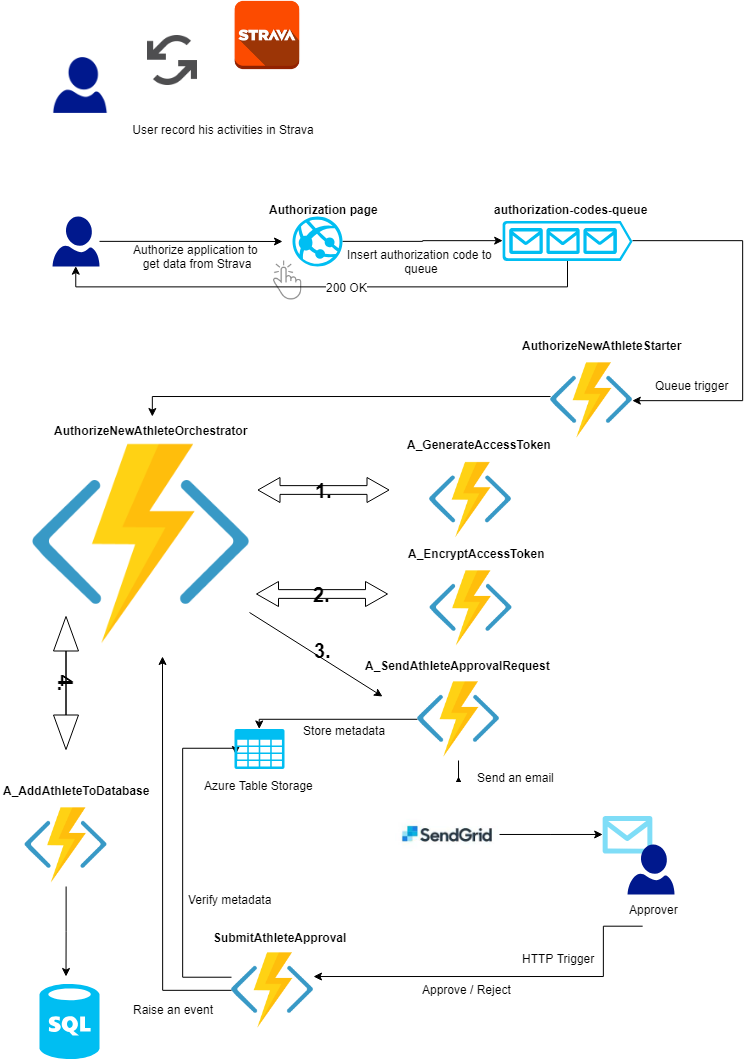 STRAVA
User record his activities in Strava
Authorization page
authorization-codes-queue
Authorize application to
get data from Strava
Insert authorization code to
queue
200 OK
AuthorizeNewAthleteStarter
Queue trigger
AuthorizeNewAthleteOrchestrator
A_GenerateAccessToken
1.
A_EncryptAccessToken
2.
3.
A_SendAthleteApprovalRequest
4.
Store metadata
Azure Table Storage
Send an email
A_AddAthleteToDatabase
SendGrid
Verify metadata
Approver
SubmitAthleteApproval
HTTP Trigger
Approve / Reject
Raise an event
SQL